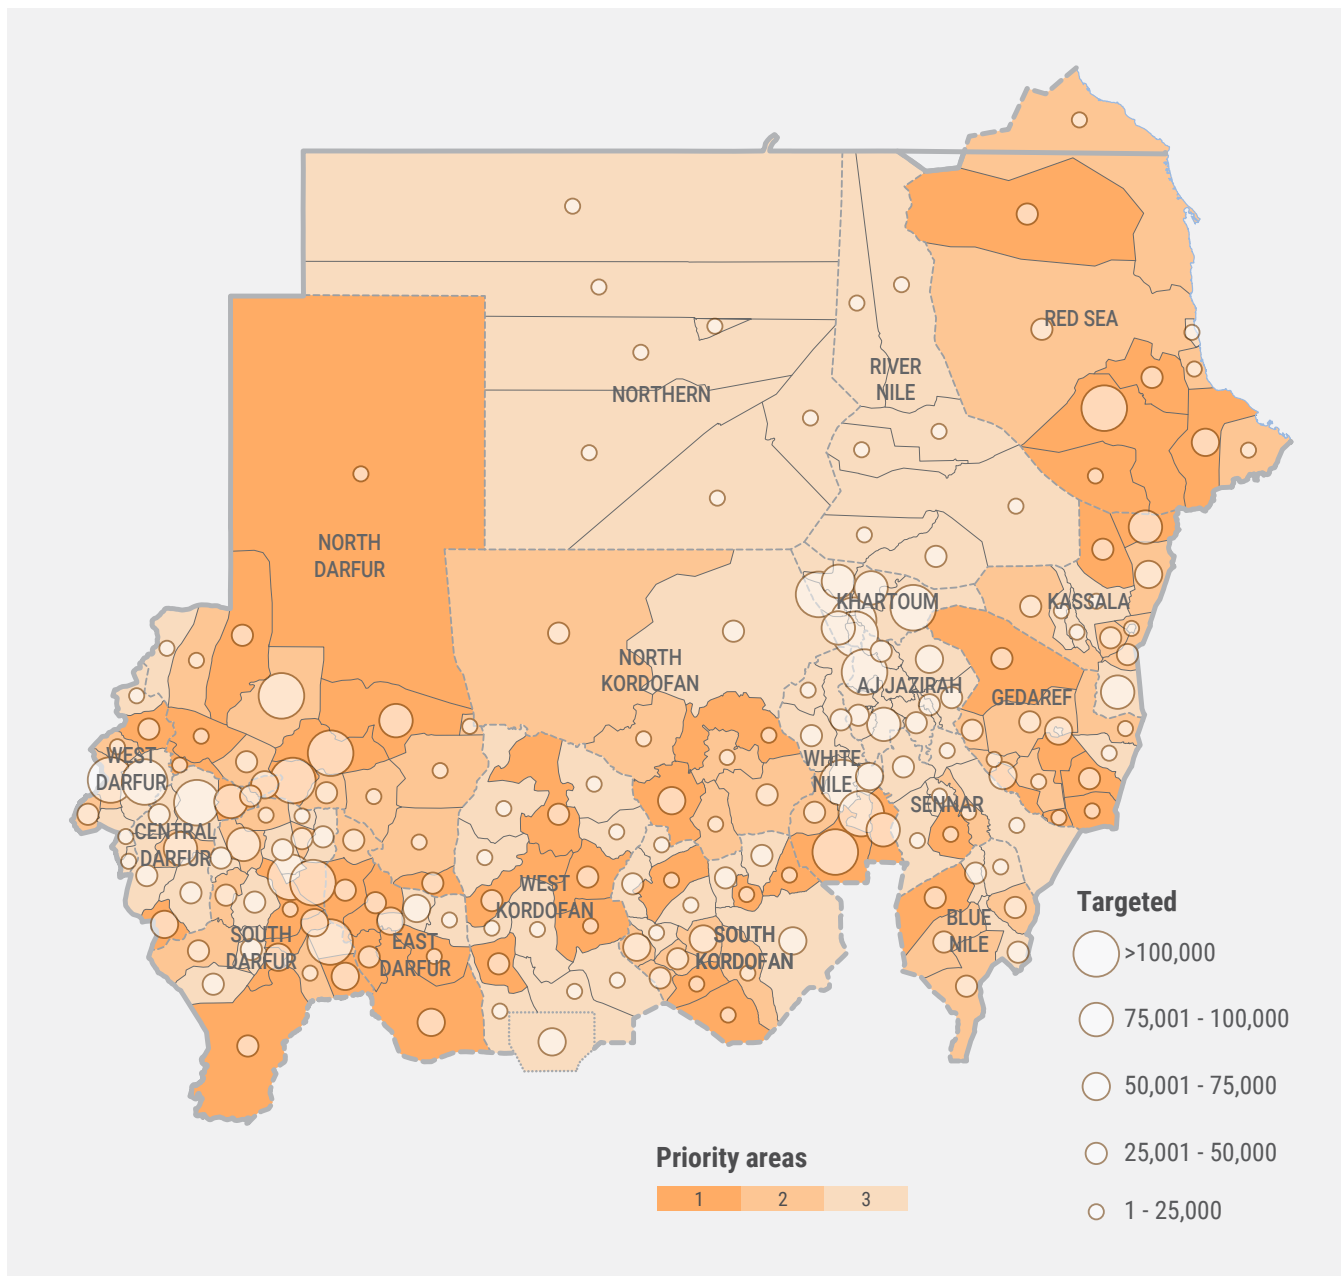 RED SEA
RIVER
NILE
NORTHERN
NORTH
DARFUR
KHARTOUM
KASSALA
NORTH
KORDOFAN
AJ JAZIRAH
GEDAREF
WEST
DARFUR
WHITE
NILE
SENNAR
CENTRAL
DARFUR
WEST
KORDOFAN
BLUE
NILE
SOUTH
DARFUR
EAST
DARFUR
SOUTH
KORDOFAN
Targeted
>100,000
75,001 - 100,000
50,001 - 75,000
25,001 - 50,000
1 - 25,000
Priority areas
1 2 3